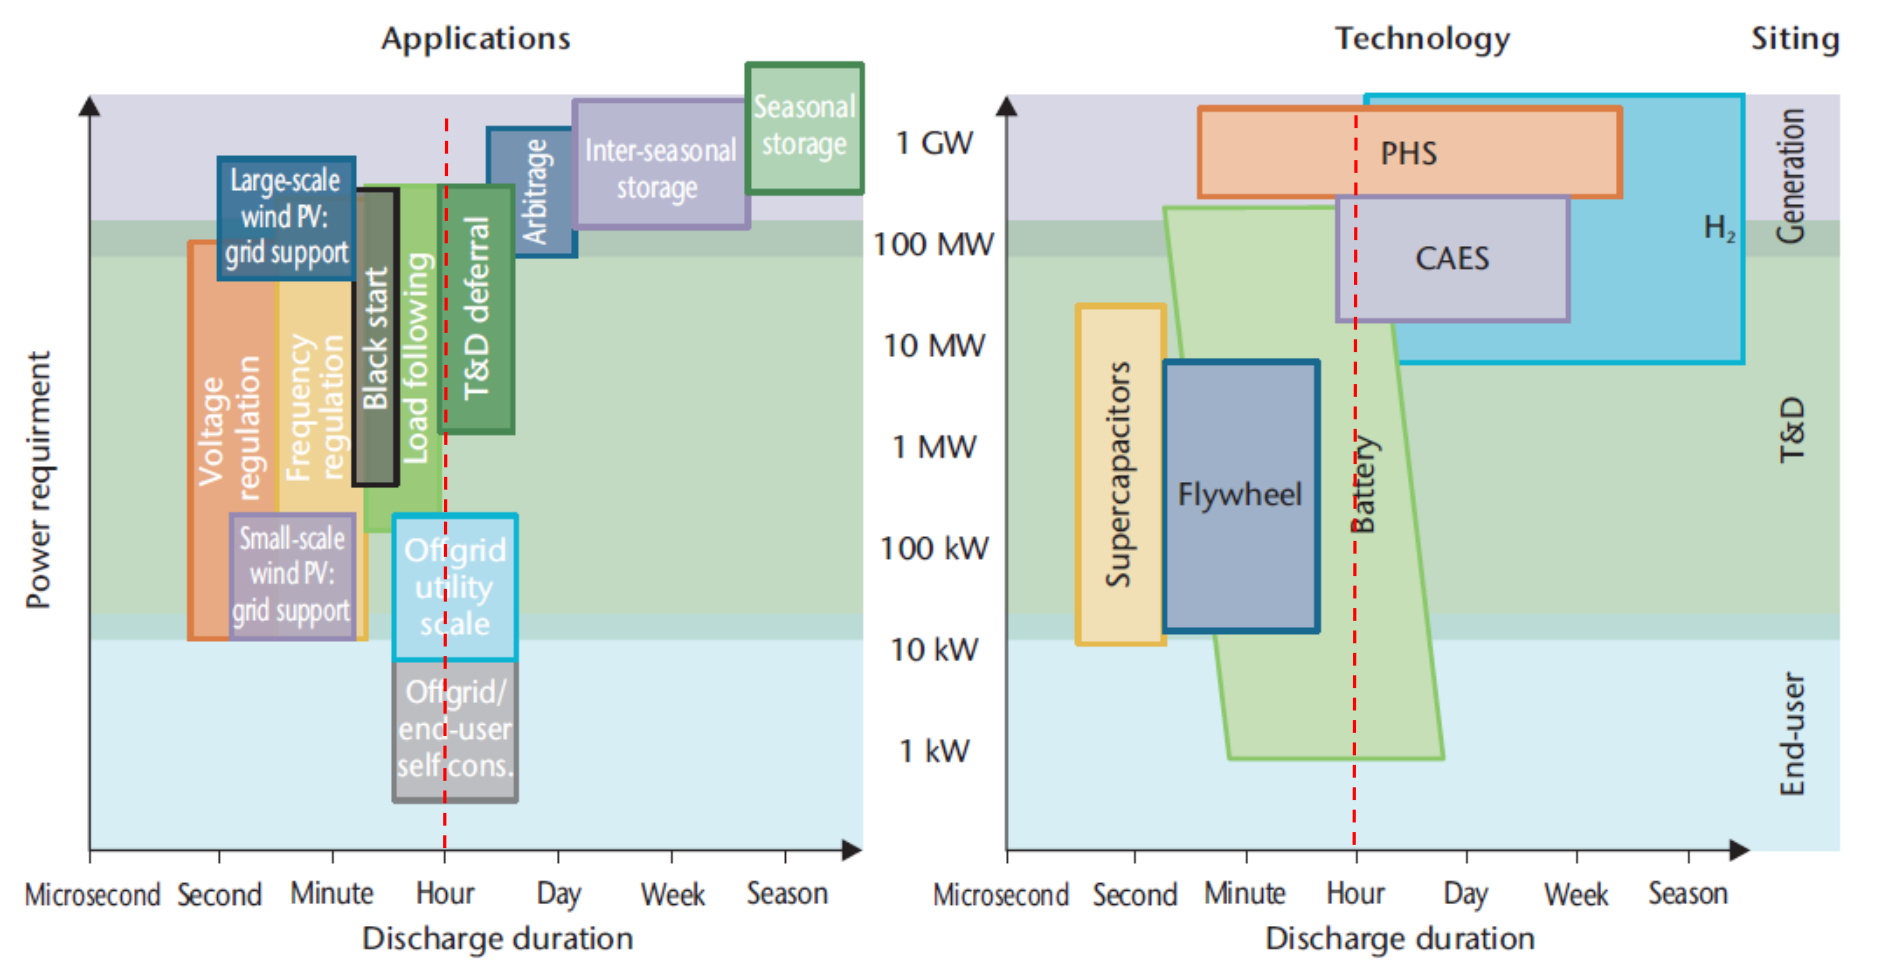 Applications
Technology
Siting
Power requirment
Large-scale
wind PV:
grid support
Voltage
regulation
Frequency
regulation
Black start
Load following
T&D deferral
Arbitrage
Inter-seasonal
storage
Seasonal
storage
Small-scale
wind PV:
grid support
Offgrid
utility
scale
Offgrid/
end-user
self cons.
Microsecond Second Minute Hour Day Week Season
Discharge duration
1 GW
100 MW
10 MW
1 MW
100 kW
10 kW
1 kW
PHS
H2
CAES
Supercapacitors
Flywheel
Battery
Microsecond Second Minute Hour Day Week Season
Discharge duration
Generation
T&D
End-user